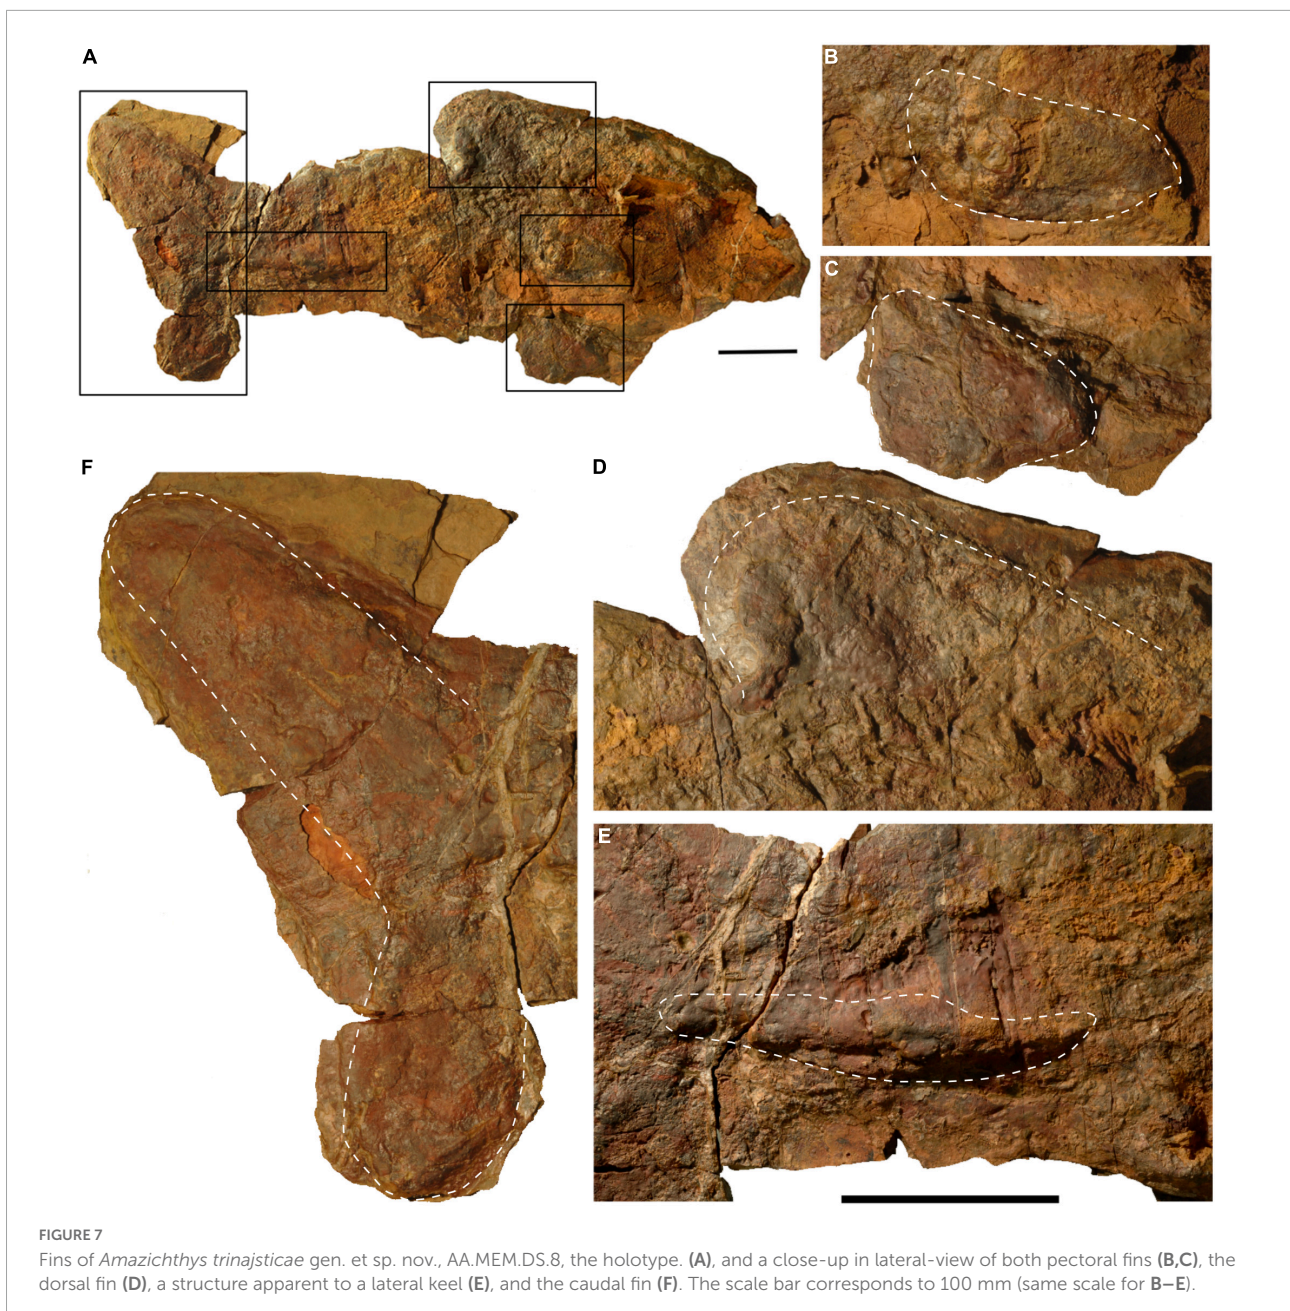 A
B
C
F
D
E
FIGURE 7
Fins of Amazichthys trinajsticae gen. et sp. nov., AA.MEM.DS.8, the holotype. (A), and a close-up in lateral-view of both pectoral fins (B,C), the
dorsal fin (D), a structure apparent to a lateral keel (E), and the caudal fin (F). The scale bar corresponds to 100 mm (same scale for B–E).